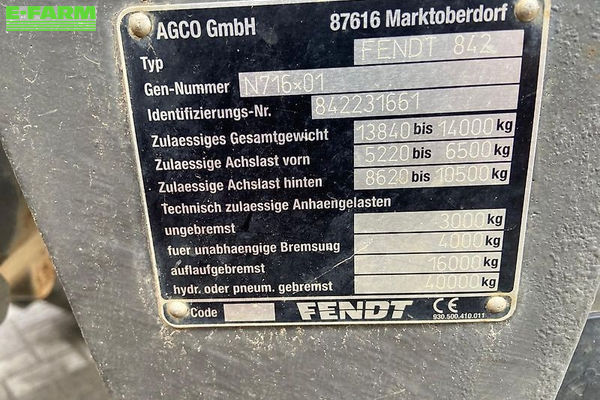 E-FARM
AGCO GmbH 87616 Marktoberdorf
Typ FENDT 842
Gen-Nummer N716*01
Identifizierungs-Nr. 842231661
Zulaessiges Gesamtgewicht 13840 bis 14000 kg
Zulaessige Achslast vorn 5220 bis 6500 kg
Zulaessige Achslast hinten 8620 bis 10500 kg
Technisch zulaessige Anhaengelasten
ungebremst 3000 kg
fuer unabhaengige Bremsung 4000 kg
auflaufgebremst 16000 kg
hydr. oder pneum. gebremst 40000 kg
Code FENDT CE
930.500.410.011